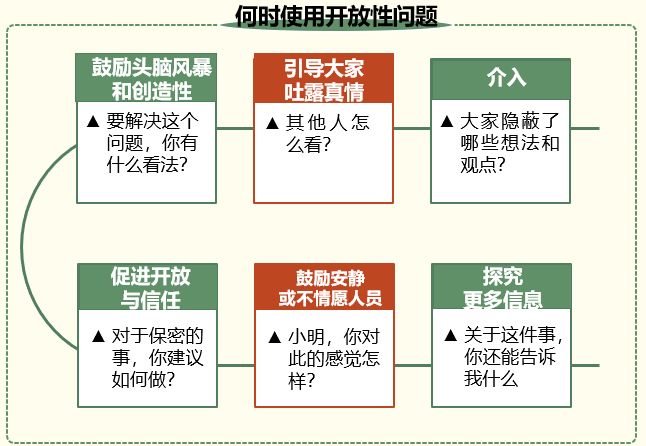 何时使用开放性问题
鼓励头脑风暴
和创造性
▲ 要解决这个
问题，你有
什么看法？
引导大家
吐露真情
▲ 其他人怎
么看？
介入
▲ 大家隐蔽了
哪些想法和
观点？
促进开放
与信任
▲ 对于保密的
事，你建议
如何做？
鼓励安静
或不情愿人员
▲ 小明，你对
此的感觉怎
样？
探究
更多信息
▲ 关于这件事，
你还能告诉
我什么